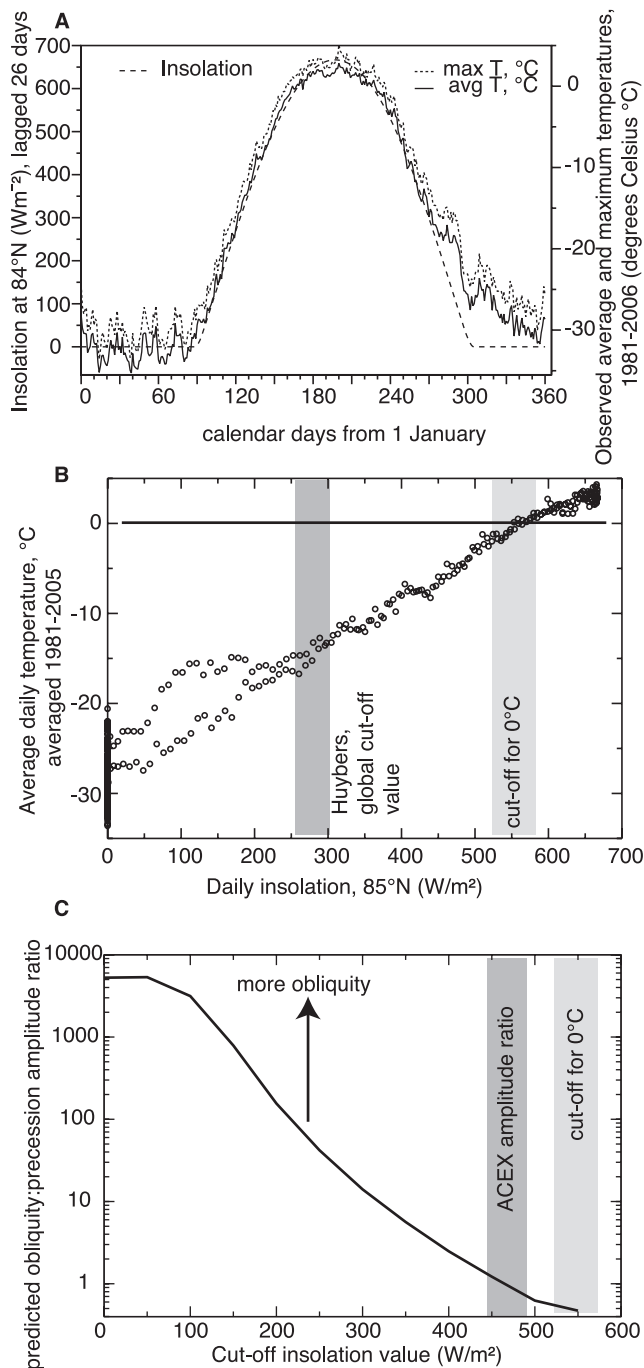 A
Insolation at 84°N (Wm⁻²), lagged 26 days
700
600
500
400
300
200
100
0
Insolation
max T, °C
avg T, °C
0
-10
-20
-30
Observed average and maximum temperatures,
1981-2006 (degrees Celsius °C)
0
60
120
180
240
300
360
calendar days from 1 January
B
Average daily temperature, °C
averaged 1981-2005
0
-10
-20
-30
Huybers,
global cut-off
value
cut-off for 0°C
0
100
200
300
400
500
600
700
Daily insolation, 85°N (W/m²)
C
predicted obliquity:precession amplitude ratio
10000
1000
100
10
1
more obliquity
ACEX amplitude ratio
cut-off for 0°C
0
100
200
300
400
500
600
Cut-off insolation value (W/m²)